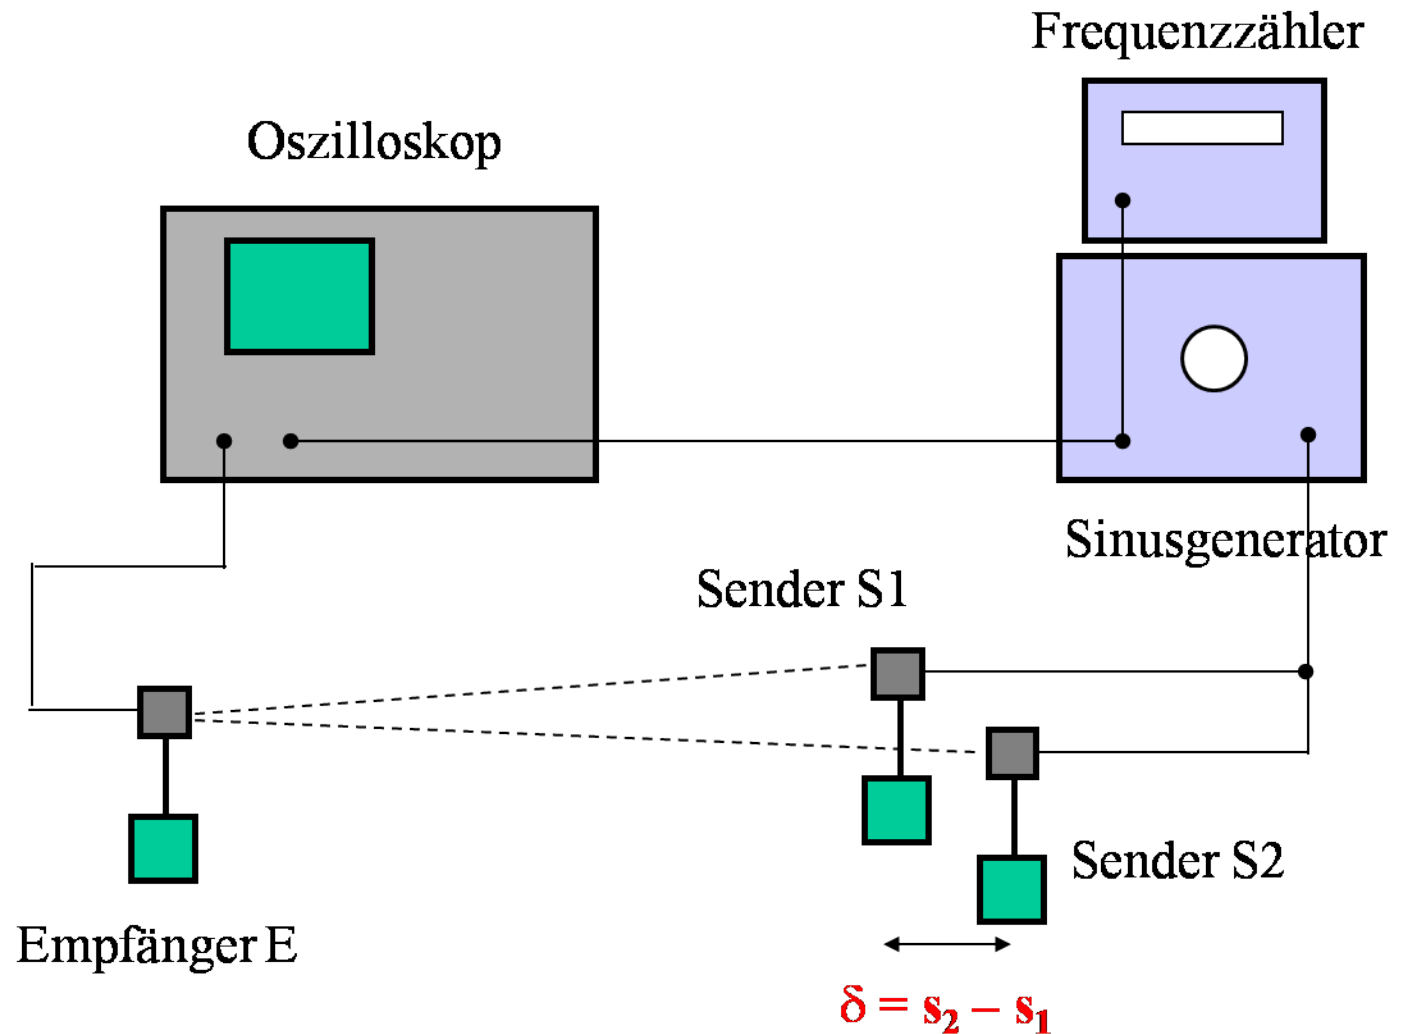 Frequenzzähler
Oszilloskop
Sinusgenerator
Sender S1
Sender S2
Empfänger E
δ = s₂ – s₁